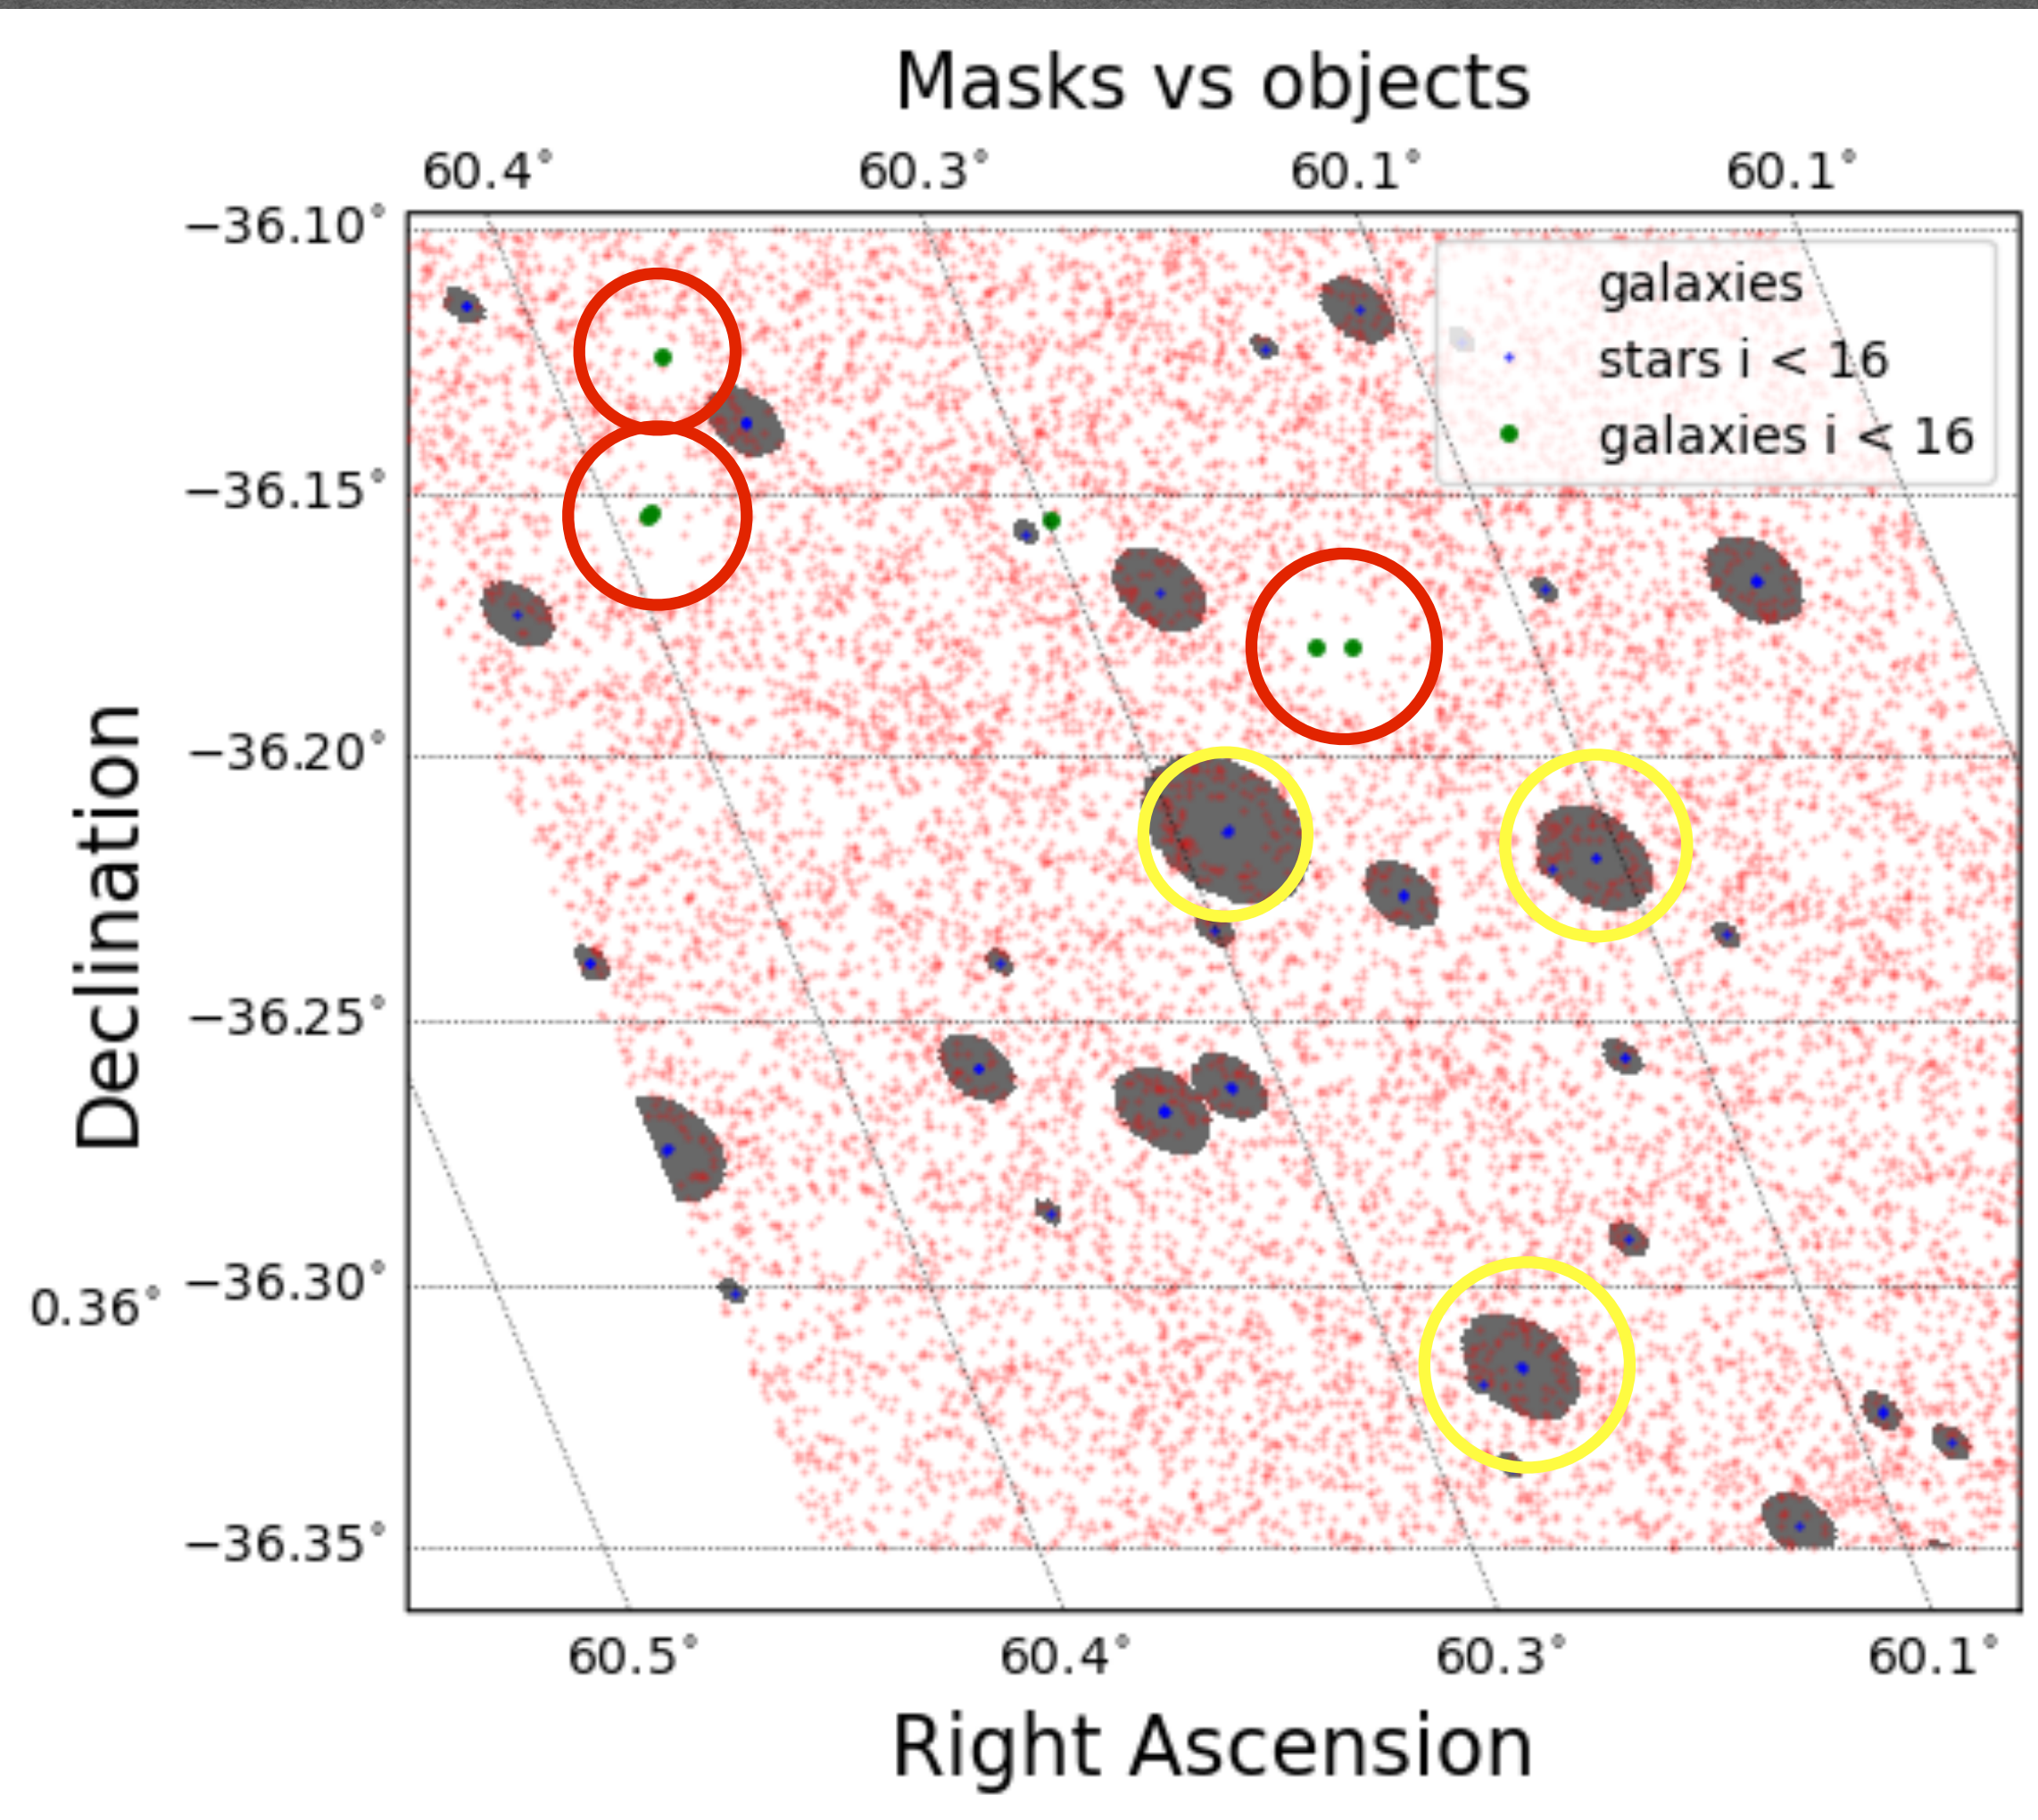 Masks vs objects
60.4° 60.3° 60.1° 60.1°
−36.10°
galaxies
stars i < 16
galaxies i < 16
−36.15°
−36.20°
Declination
−36.25°
0.36° −36.30°
−36.35°
60.5° 60.4° 60.3° 60.1°
Right Ascension